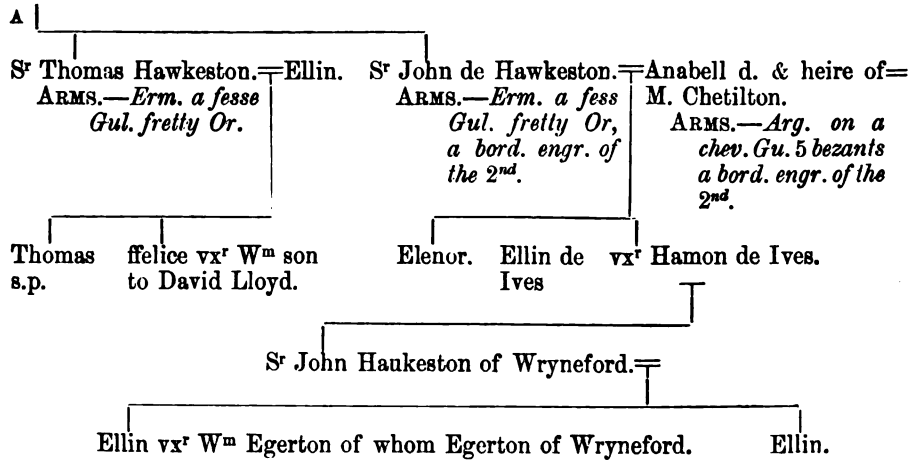 A
Sʳ Thomas Hawkeston.=Ellin. Sʳ John de Hawkeston.=Anabell d. & heire of=
ARMS.—Erm. a fesse ARMS.—Erm. a fess M. Chetilton.
Gul. fretty Or. Gul. fretty Or, ARMS.—Arg. on a
a bord. engr. of chev. Gu. 5 bezants
the 2ⁿᵈ. a bord. engr. of the
2ⁿᵈ.
Thomas ffelice vxʳ Wᵐ son Elenor. Ellin de vxʳ Hamon de Ives.
s.p. to David Lloyd. Ives
Sʳ John Haukeston of Wryneford.=
Ellin vxʳ Wᵐ Egerton of whom Egerton of Wryneford. Ellin.